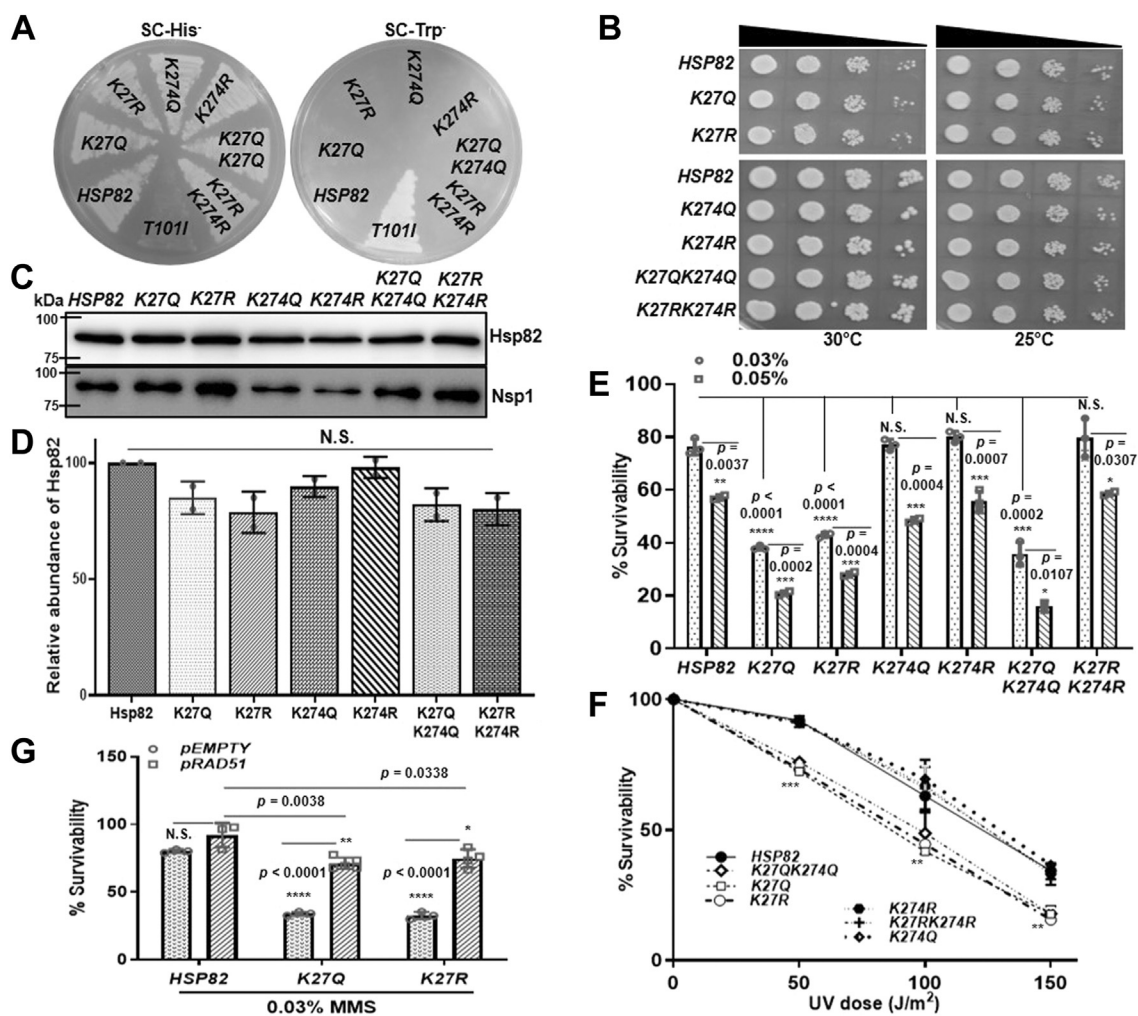 A
SC-His-
SC-Trp-
K27R
K274Q
K274R
K27Q
K27Q
K27Q
HSP82
K27R
K274R
T101I
K274Q
K27R
K274R
K27Q
K27Q
K274Q
HSP82
K27R
K274R
T101I
B
HSP82
K27Q
K27R
HSP82
K274Q
K274R
K27QK274Q
K27RK274R
30°C
25°C
C
kDa
HSP82
K27Q
K27R
K274Q
K274R
K27Q
K274Q
K27R
K274R
100
75
Hsp82
100
75
Nsp1
D
Relative abundance of Hsp82
100
50
0
N.S.
Hsp82
K27Q
K27R
K274Q
K274R
K27Q
K274Q
K27R
K274R
E
0.03%
0.05%
% Survivability
100
80
60
40
20
0
p =
0.0037
**
p <
0.0001
****
p =
0.0002
***
p <
0.0001
****
p =
0.0004
***
N.S.
p =
0.0004
***
N.S.
p =
0.0007
***
p =
0.0002
***
p =
0.0107
*
N.S.
p =
0.0307
*
HSP82
K27Q
K27R
K274Q
K274R
K27Q
K274Q
K27R
K274R
F
% Survivability
100
50
0
***
**
**
HSP82
K27QK274Q
K27Q
K27R
K274R
K27RK274R
K274Q
0
50
100
150
UV dose (J/m²)
G
pEMPTY
pRAD51
% Survivability
150
100
50
0
p = 0.0338
p = 0.0038
N.S.
p < 0.0001
****
**
p < 0.0001
****
*
HSP82
K27Q
K27R
0.03% MMS